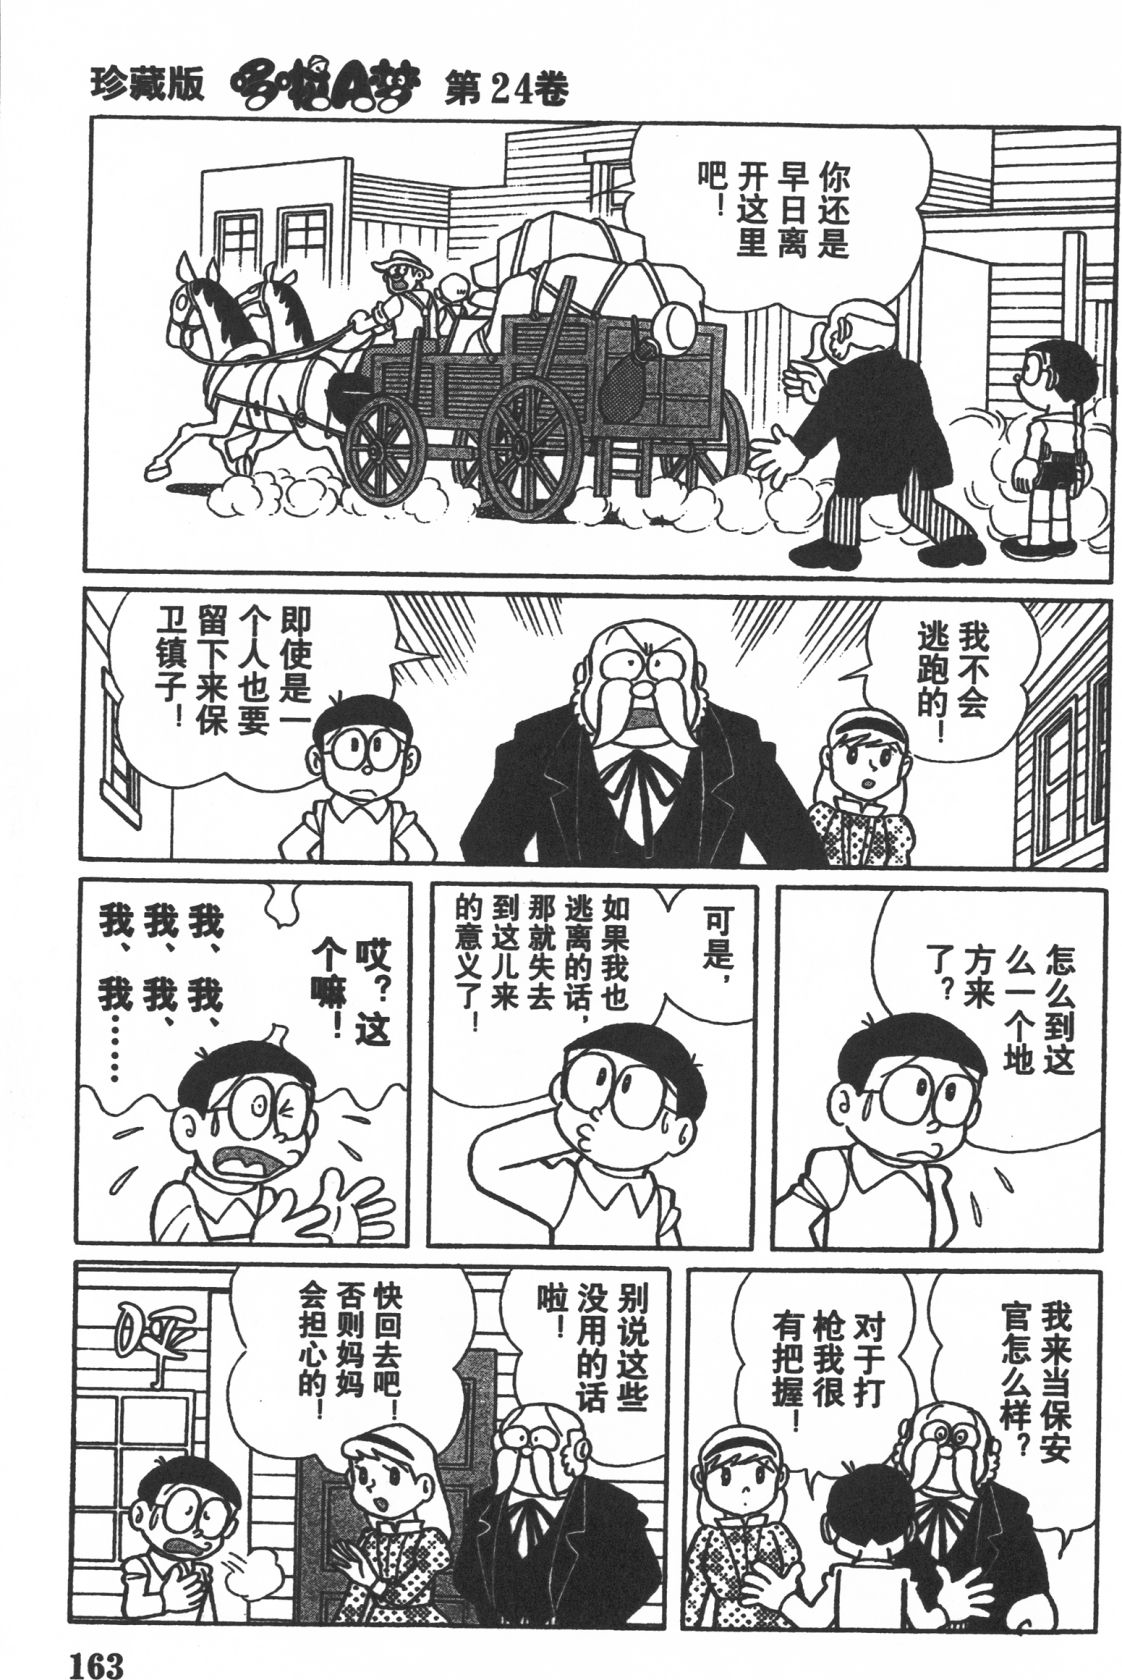 珍藏版 哆啦A梦 第24卷
你还是
早日离
开这里
吧！
我不会
逃跑的！
即使是一
个人也要
留下来保
卫镇子！
怎么到这
么一个地
方来
了？
可是，
如果我也
逃离的话，
那就失去
到这儿来
的意义了！
哎？这
个嘛！
我、我、
我、我、
我、我……
我来当保安
官怎么样？
对于打
枪我很
有把握！
别说这些
没用的话
啦！
快回去吧！
否则妈妈
会担心的！
163